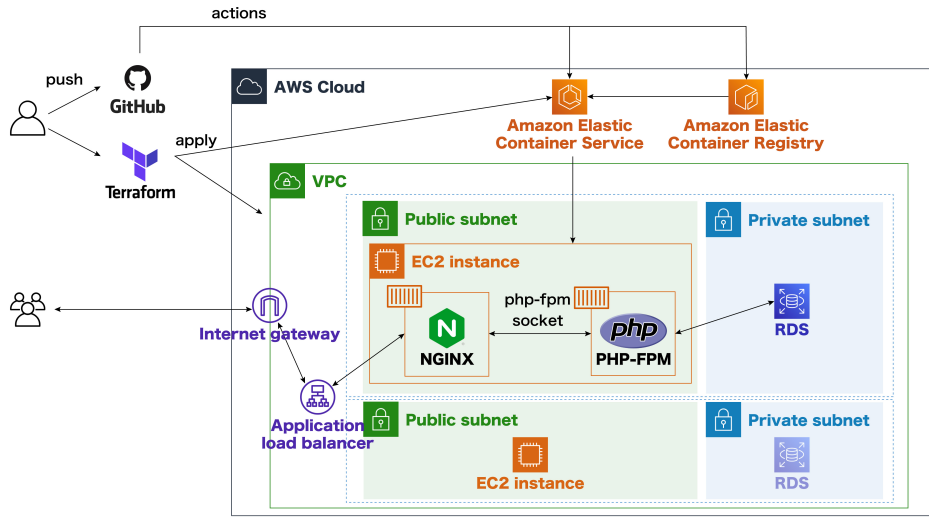 actions
push
GitHub
AWS Cloud
Amazon Elastic
Container Service
Amazon Elastic
Container Registry
apply
Terraform
VPC
Public subnet
Private subnet
EC2 instance
php-fpm
socket
Internet gateway
N
NGINX
php
PHP-FPM
RDS
Application
load balancer
Public subnet
Private subnet
EC2 instance
RDS